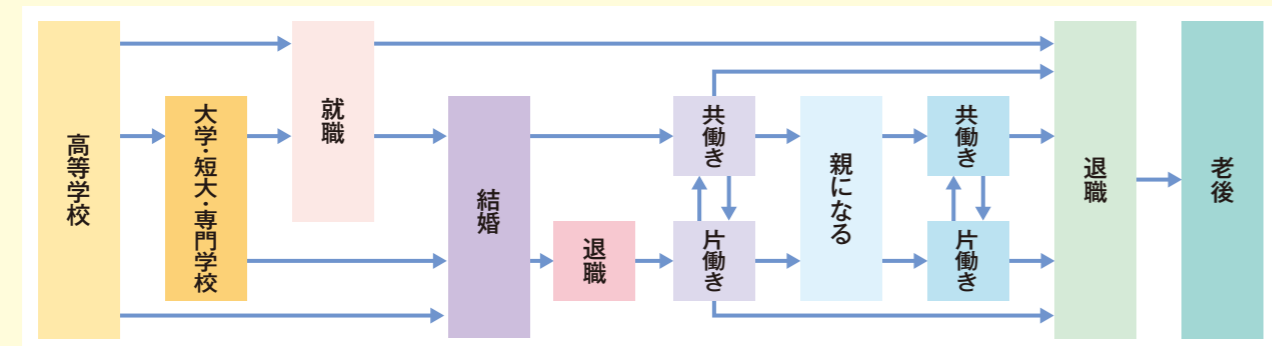 高等学校
大学・短大・専門学校
就職
結婚
退職
共働き
片働き
親になる
共働き
片働き
退職
老後